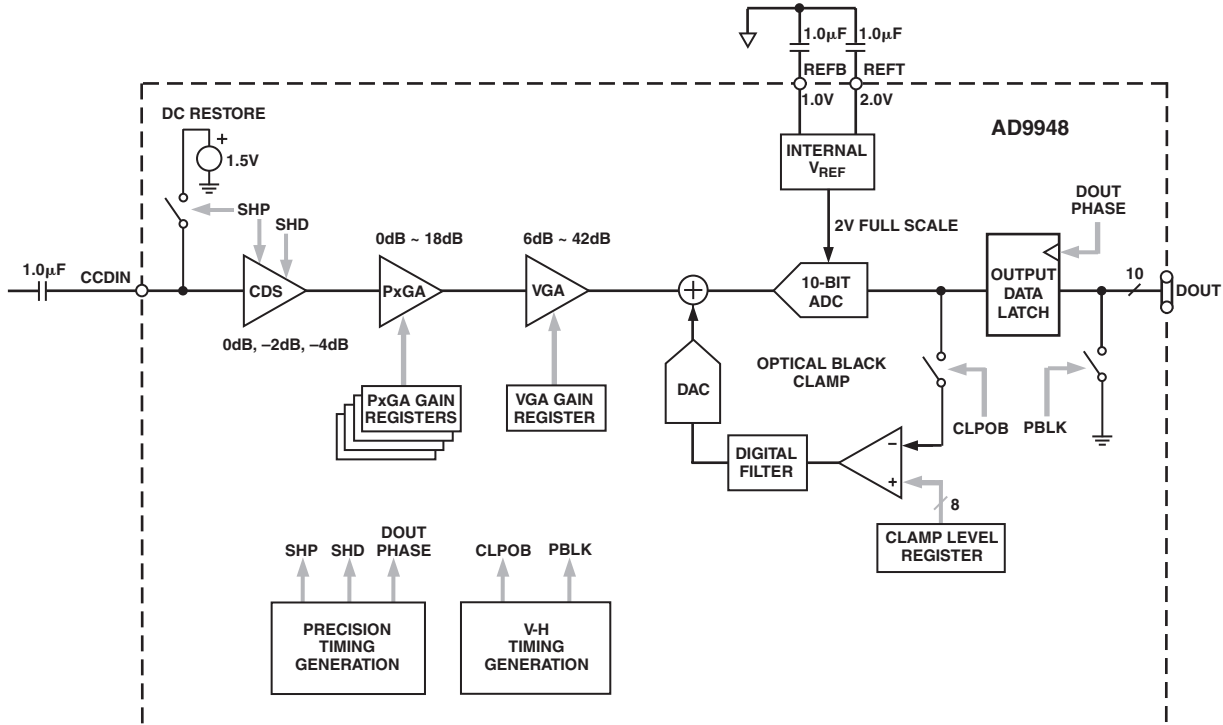 1.0μF 1.0μF
REFB REFT
1.0V 2.0V
DC RESTORE
AD9948
+
1.5V
INTERNAL
VREF
DOUT
PHASE
SHP
SHD
0dB ~ 18dB
6dB ~ 42dB
2V FULL SCALE
1.0μF
CCDIN
CDS
PxGA
VGA
+
10-BIT
ADC
OUTPUT
DATA
LATCH
10
DOUT
0dB, –2dB, –4dB
OPTICAL BLACK
CLAMP
DAC
PxGA GAIN
REGISTERS
VGA GAIN
REGISTER
CLPOB
PBLK
DIGITAL
FILTER
–
+
8
CLAMP LEVEL
REGISTER
SHP
SHD
DOUT
PHASE
CLPOB
PBLK
PRECISION
TIMING
GENERATION
V-H
TIMING
GENERATION